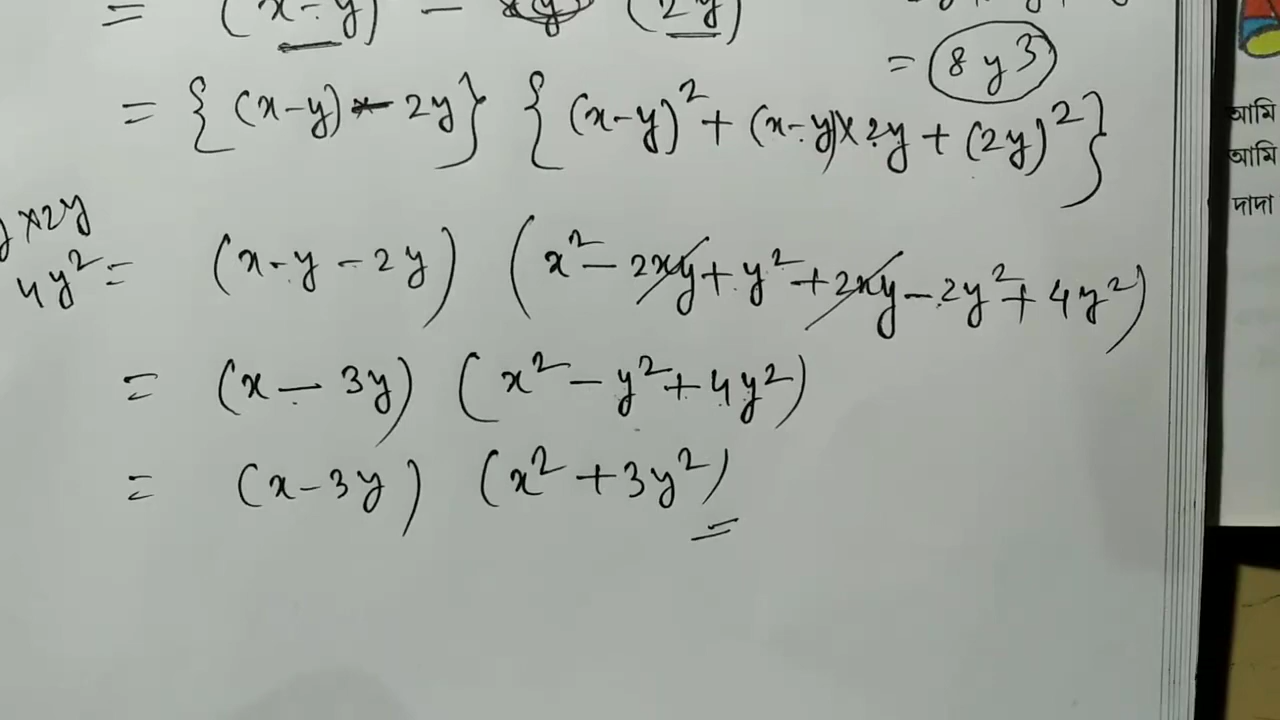 = (x-y) - (2y)
= 8y3
= {(x-y) - 2y} {(x-y)² + (x-y)×2y + (2y)²}
×2y
4y²
= (x-y-2y) (x² - 2xy + y² + 2xy - 2y² + 4y²)
= (x - 3y) (x² - y² + 4y²)
= (x-3y) (x² + 3y²)
আমি
আমি
দাদা